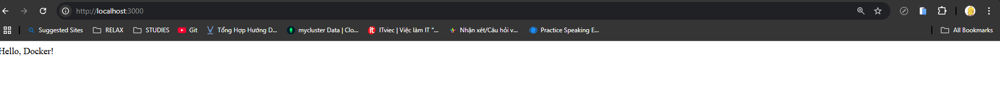 http://localhost:3000
Suggested Sites RELAX STUDIES Git Tổng Hợp Hướng D... mycluster Data | Clo... ITviec | Việc làm IT "... Nhận xét/Câu hỏi v... Practice Speaking E... All Bookmarks
Hello, Docker!